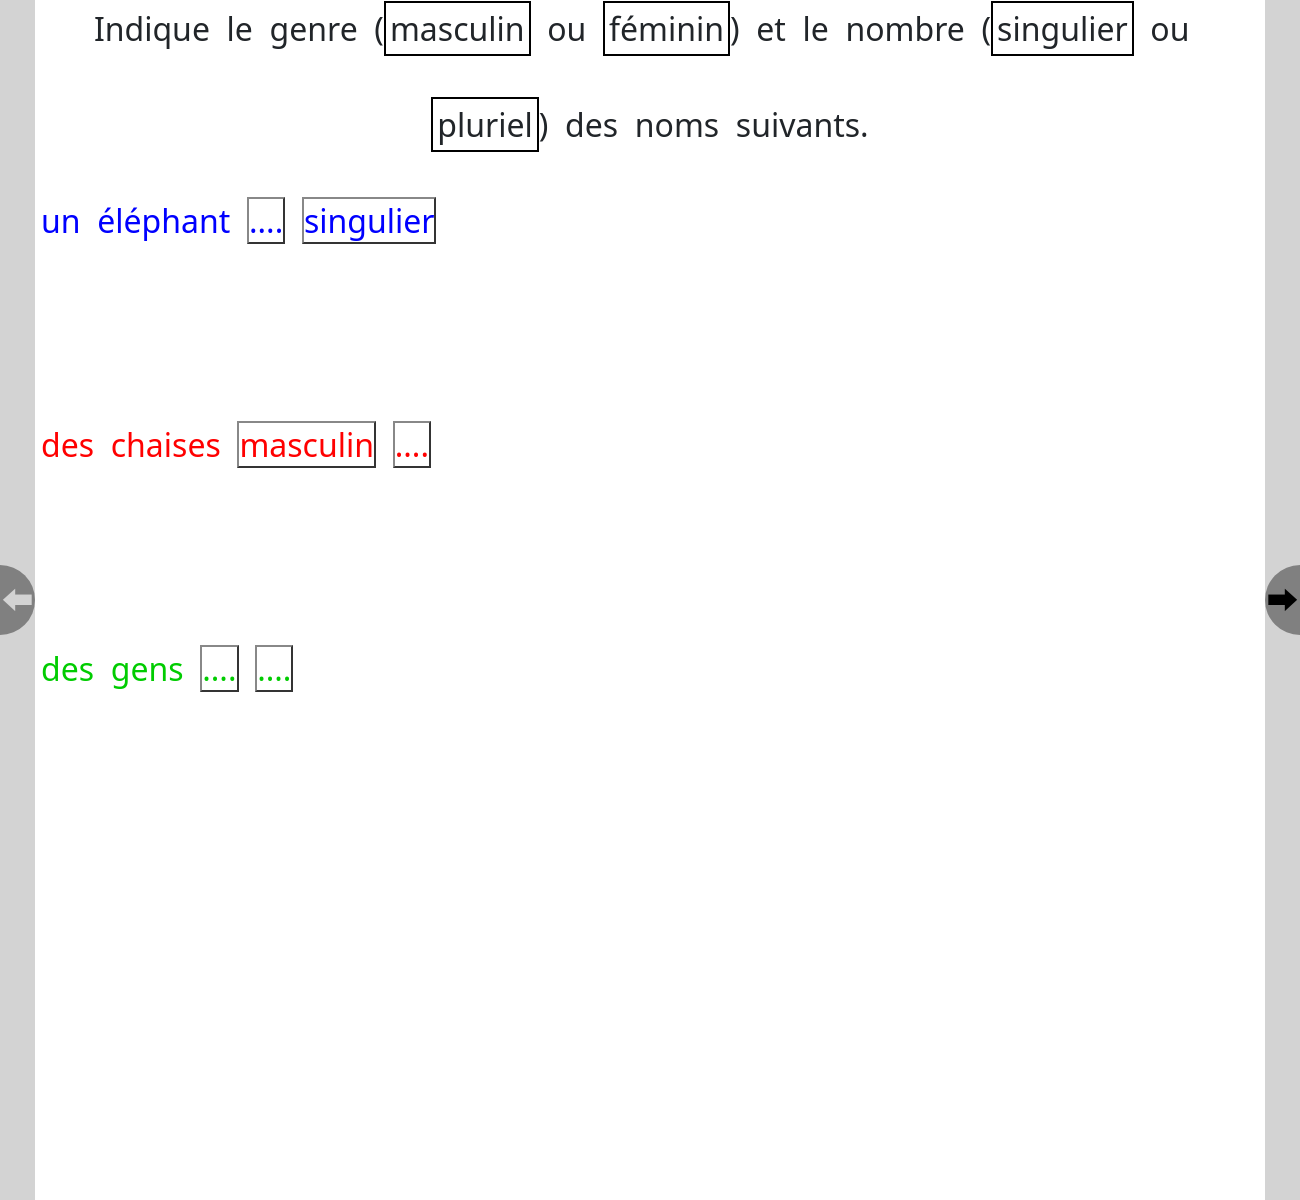 Indique le genre (masculin ou féminin) et le nombre (singulier ou
pluriel) des noms suivants.
un éléphant .... singulier
des chaises masculin ....
des gens .... ....